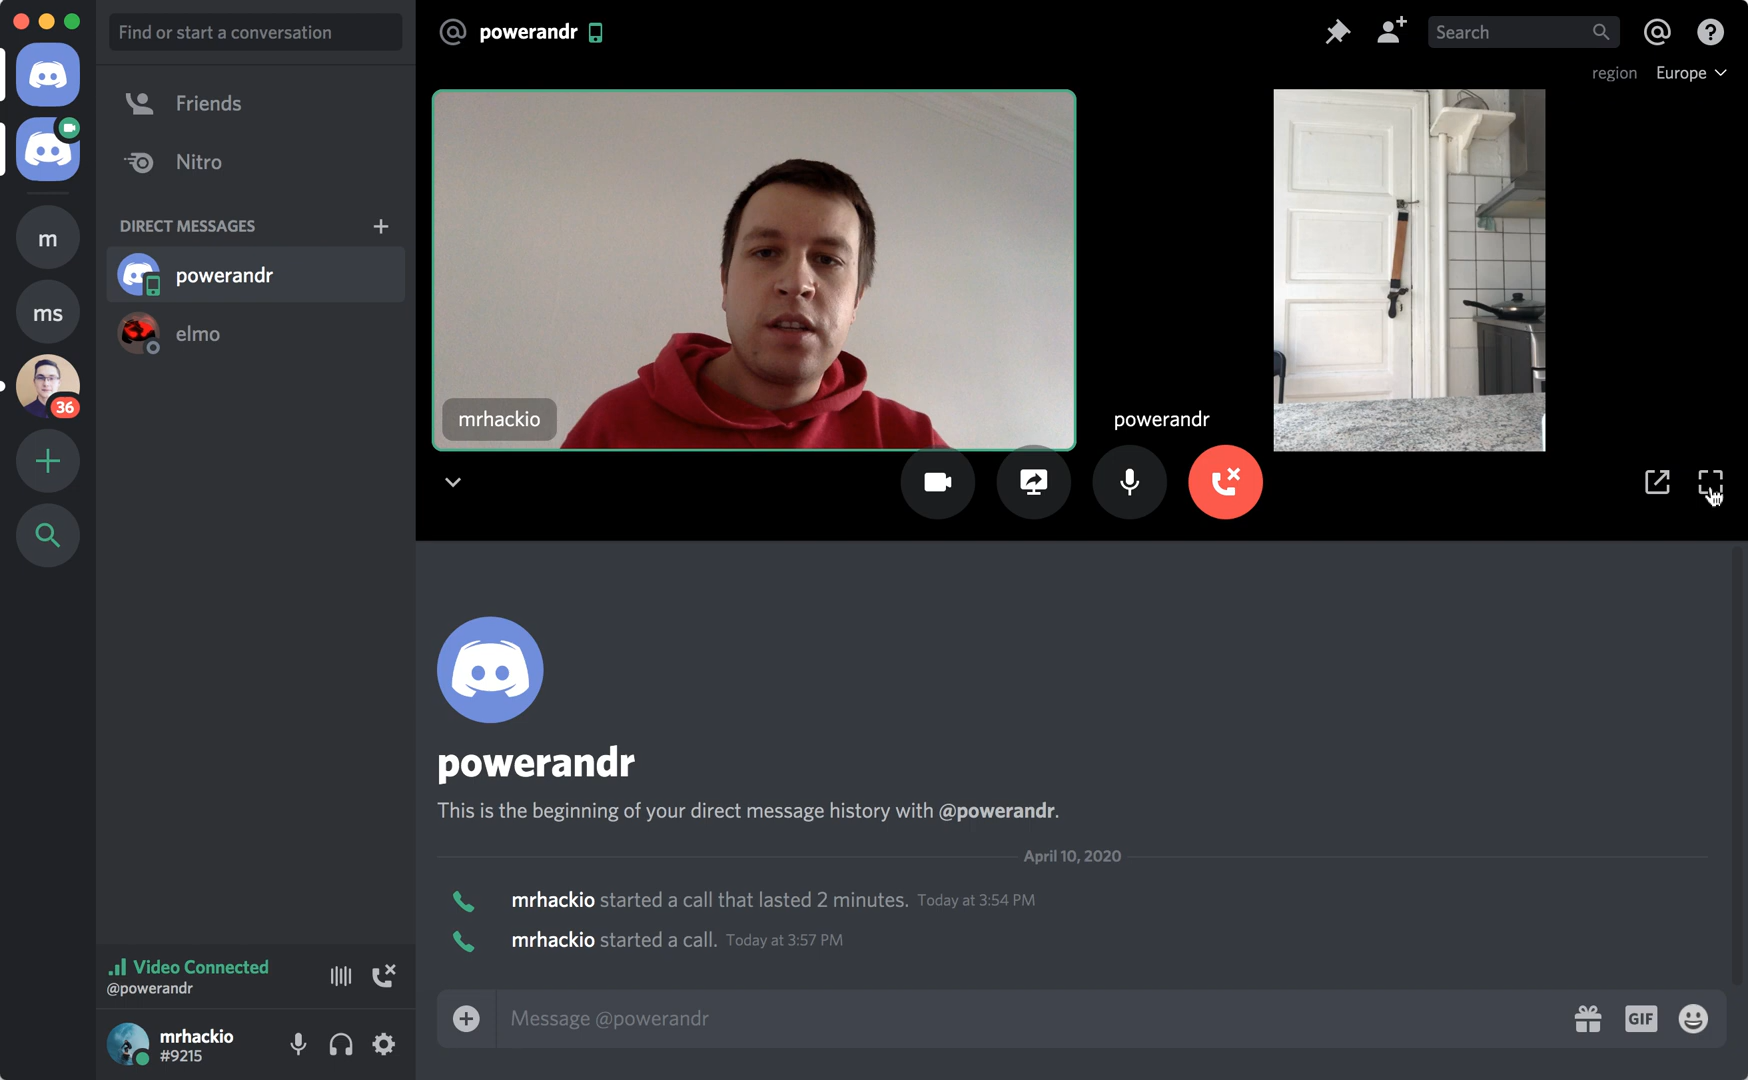 Find or start a conversation
Friends
Nitro
DIRECT MESSAGES
powerandr
elmo
m
ms
36
Video Connected
@powerandr
mrhackio
#9215
powerandr
Search
region Europe
mrhackio
powerandr
powerandr
This is the beginning of your direct message history with @powerandr.
April 10, 2020
mrhackio started a call that lasted 2 minutes. Today at 3:54 PM
mrhackio started a call. Today at 3:57 PM
Message @powerandr
GIF